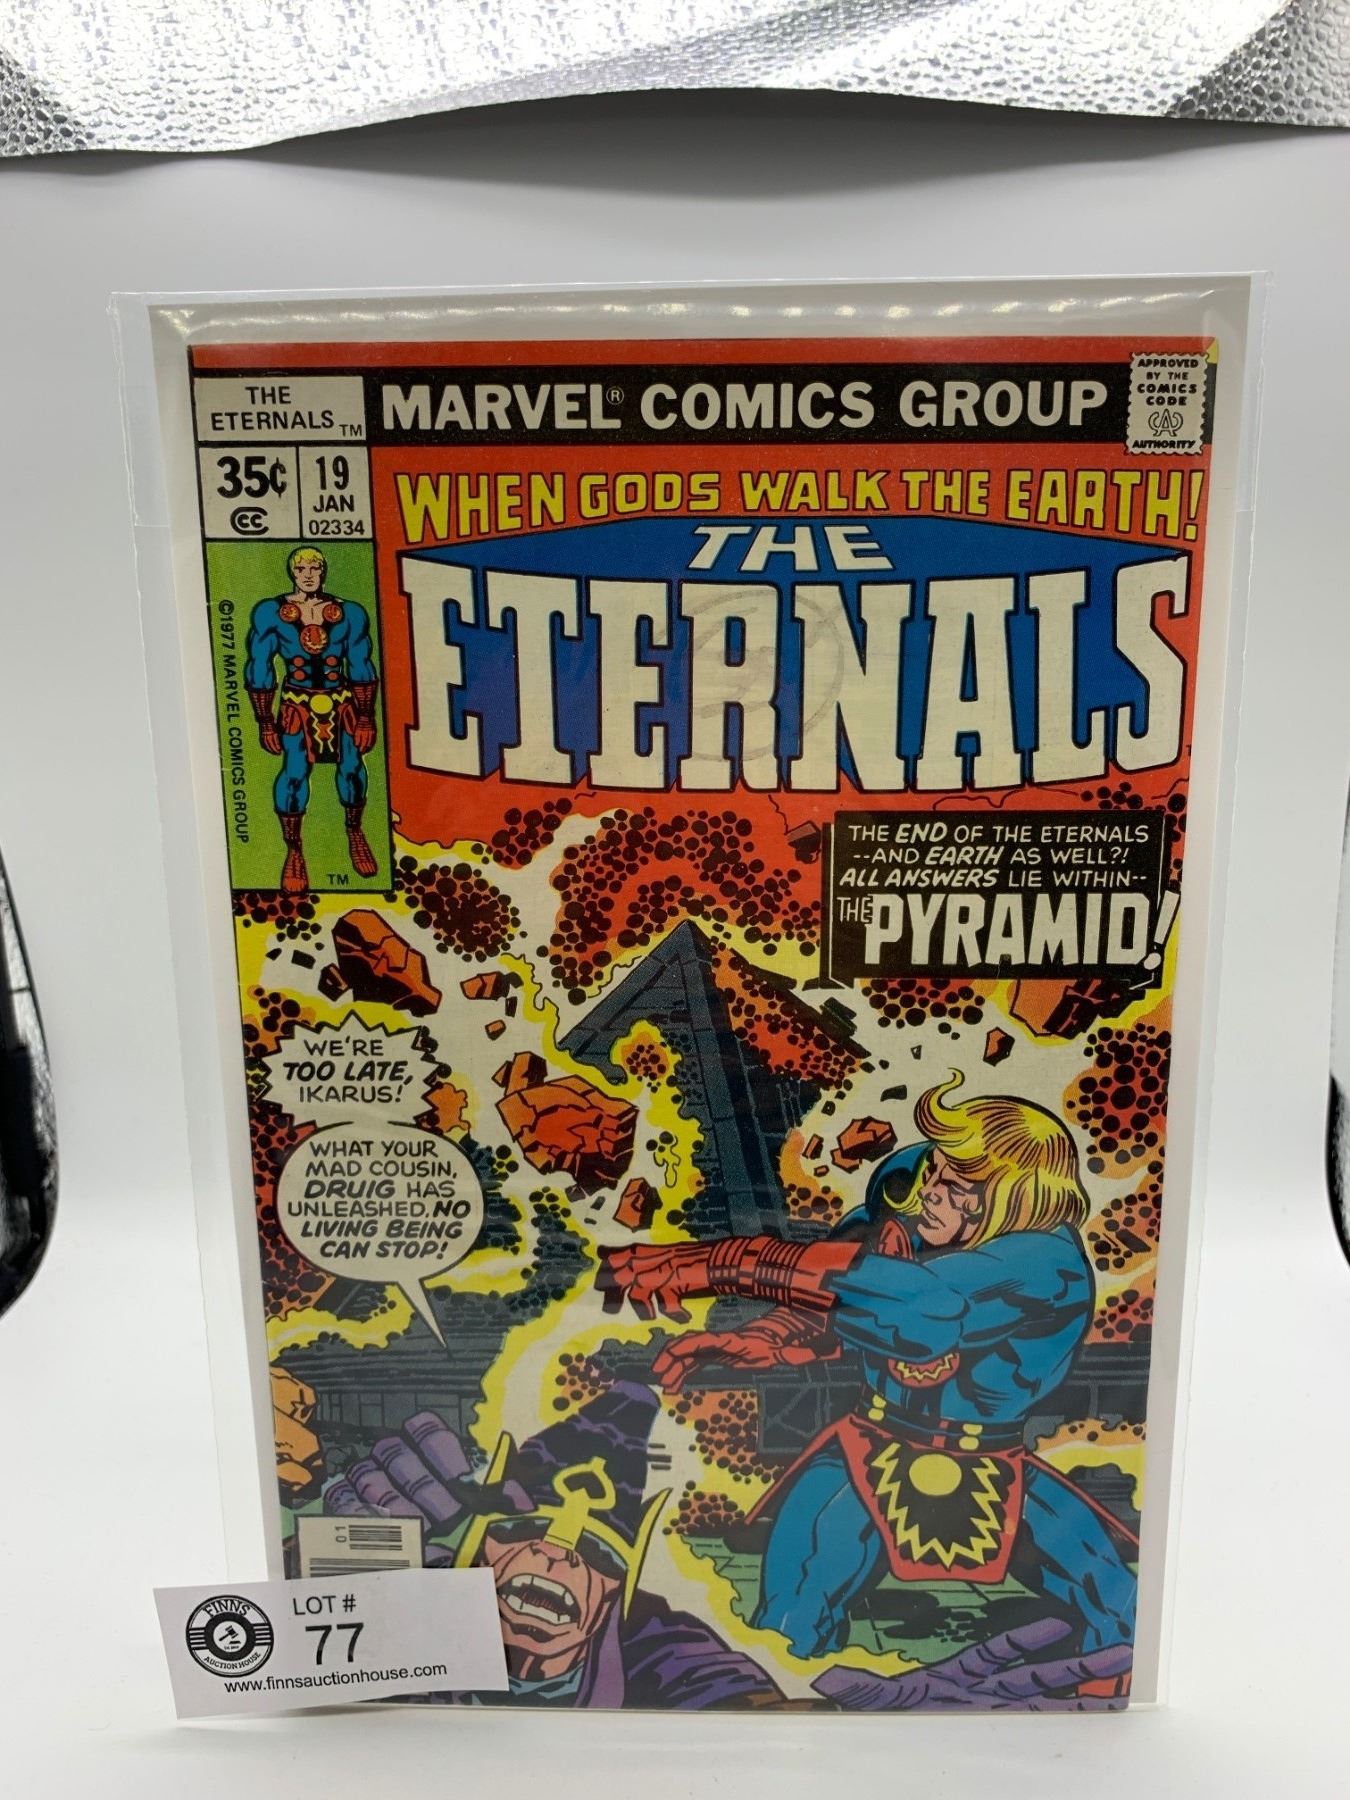 THE
ETERNALS TM
MARVEL® COMICS GROUP
APPROVED
BY THE
COMICS
CODE
CA
AUTHORITY
35¢
CC
19
JAN
02334
WHEN GODS WALK THE EARTH!
THE
ETERNALS
©1977 MARVEL COMICS GROUP
TM
THE END OF THE ETERNALS
--AND EARTH AS WELL?!
ALL ANSWERS LIE WITHIN--
THE PYRAMID!
WE'RE
TOO LATE,
IKARUS!
WHAT YOUR
MAD COUSIN,
DRUIG HAS
UNLEASHED, NO
LIVING BEING
CAN STOP!
01
FINNS
AUCTION HOUSE
LOT #
77
www.finnsauctionhouse.com